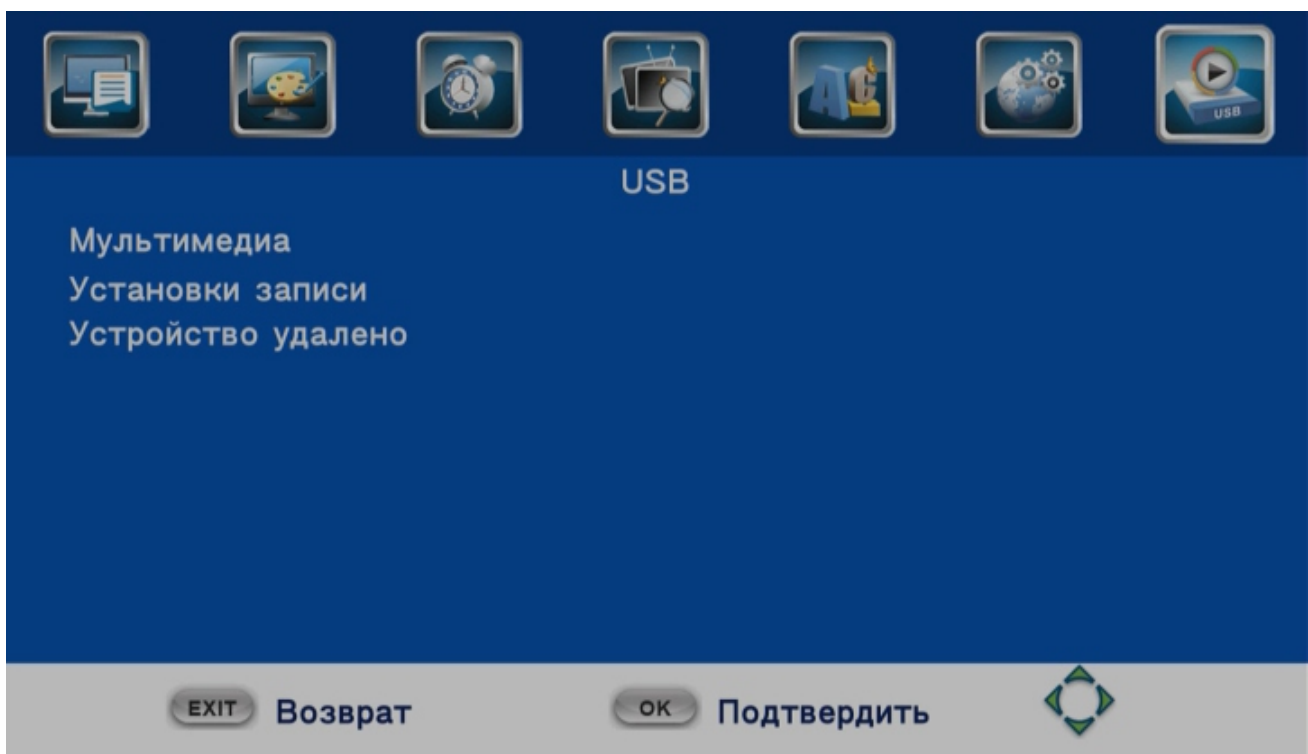 USB
USB
Мультимедиа
Установки записи
Устройство удалено
EXIT Возврат OK Подтвердить